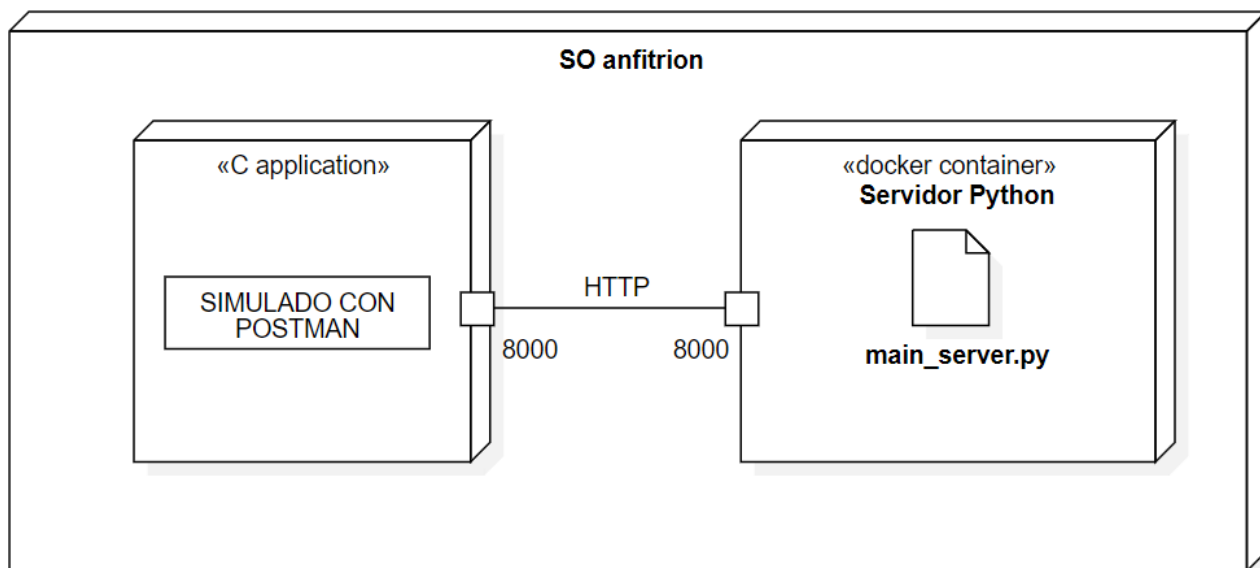 SO anfitrion
«C application»
SIMULADO CON
POSTMAN
HTTP
8000
8000
«docker container»
Servidor Python
main_server.py